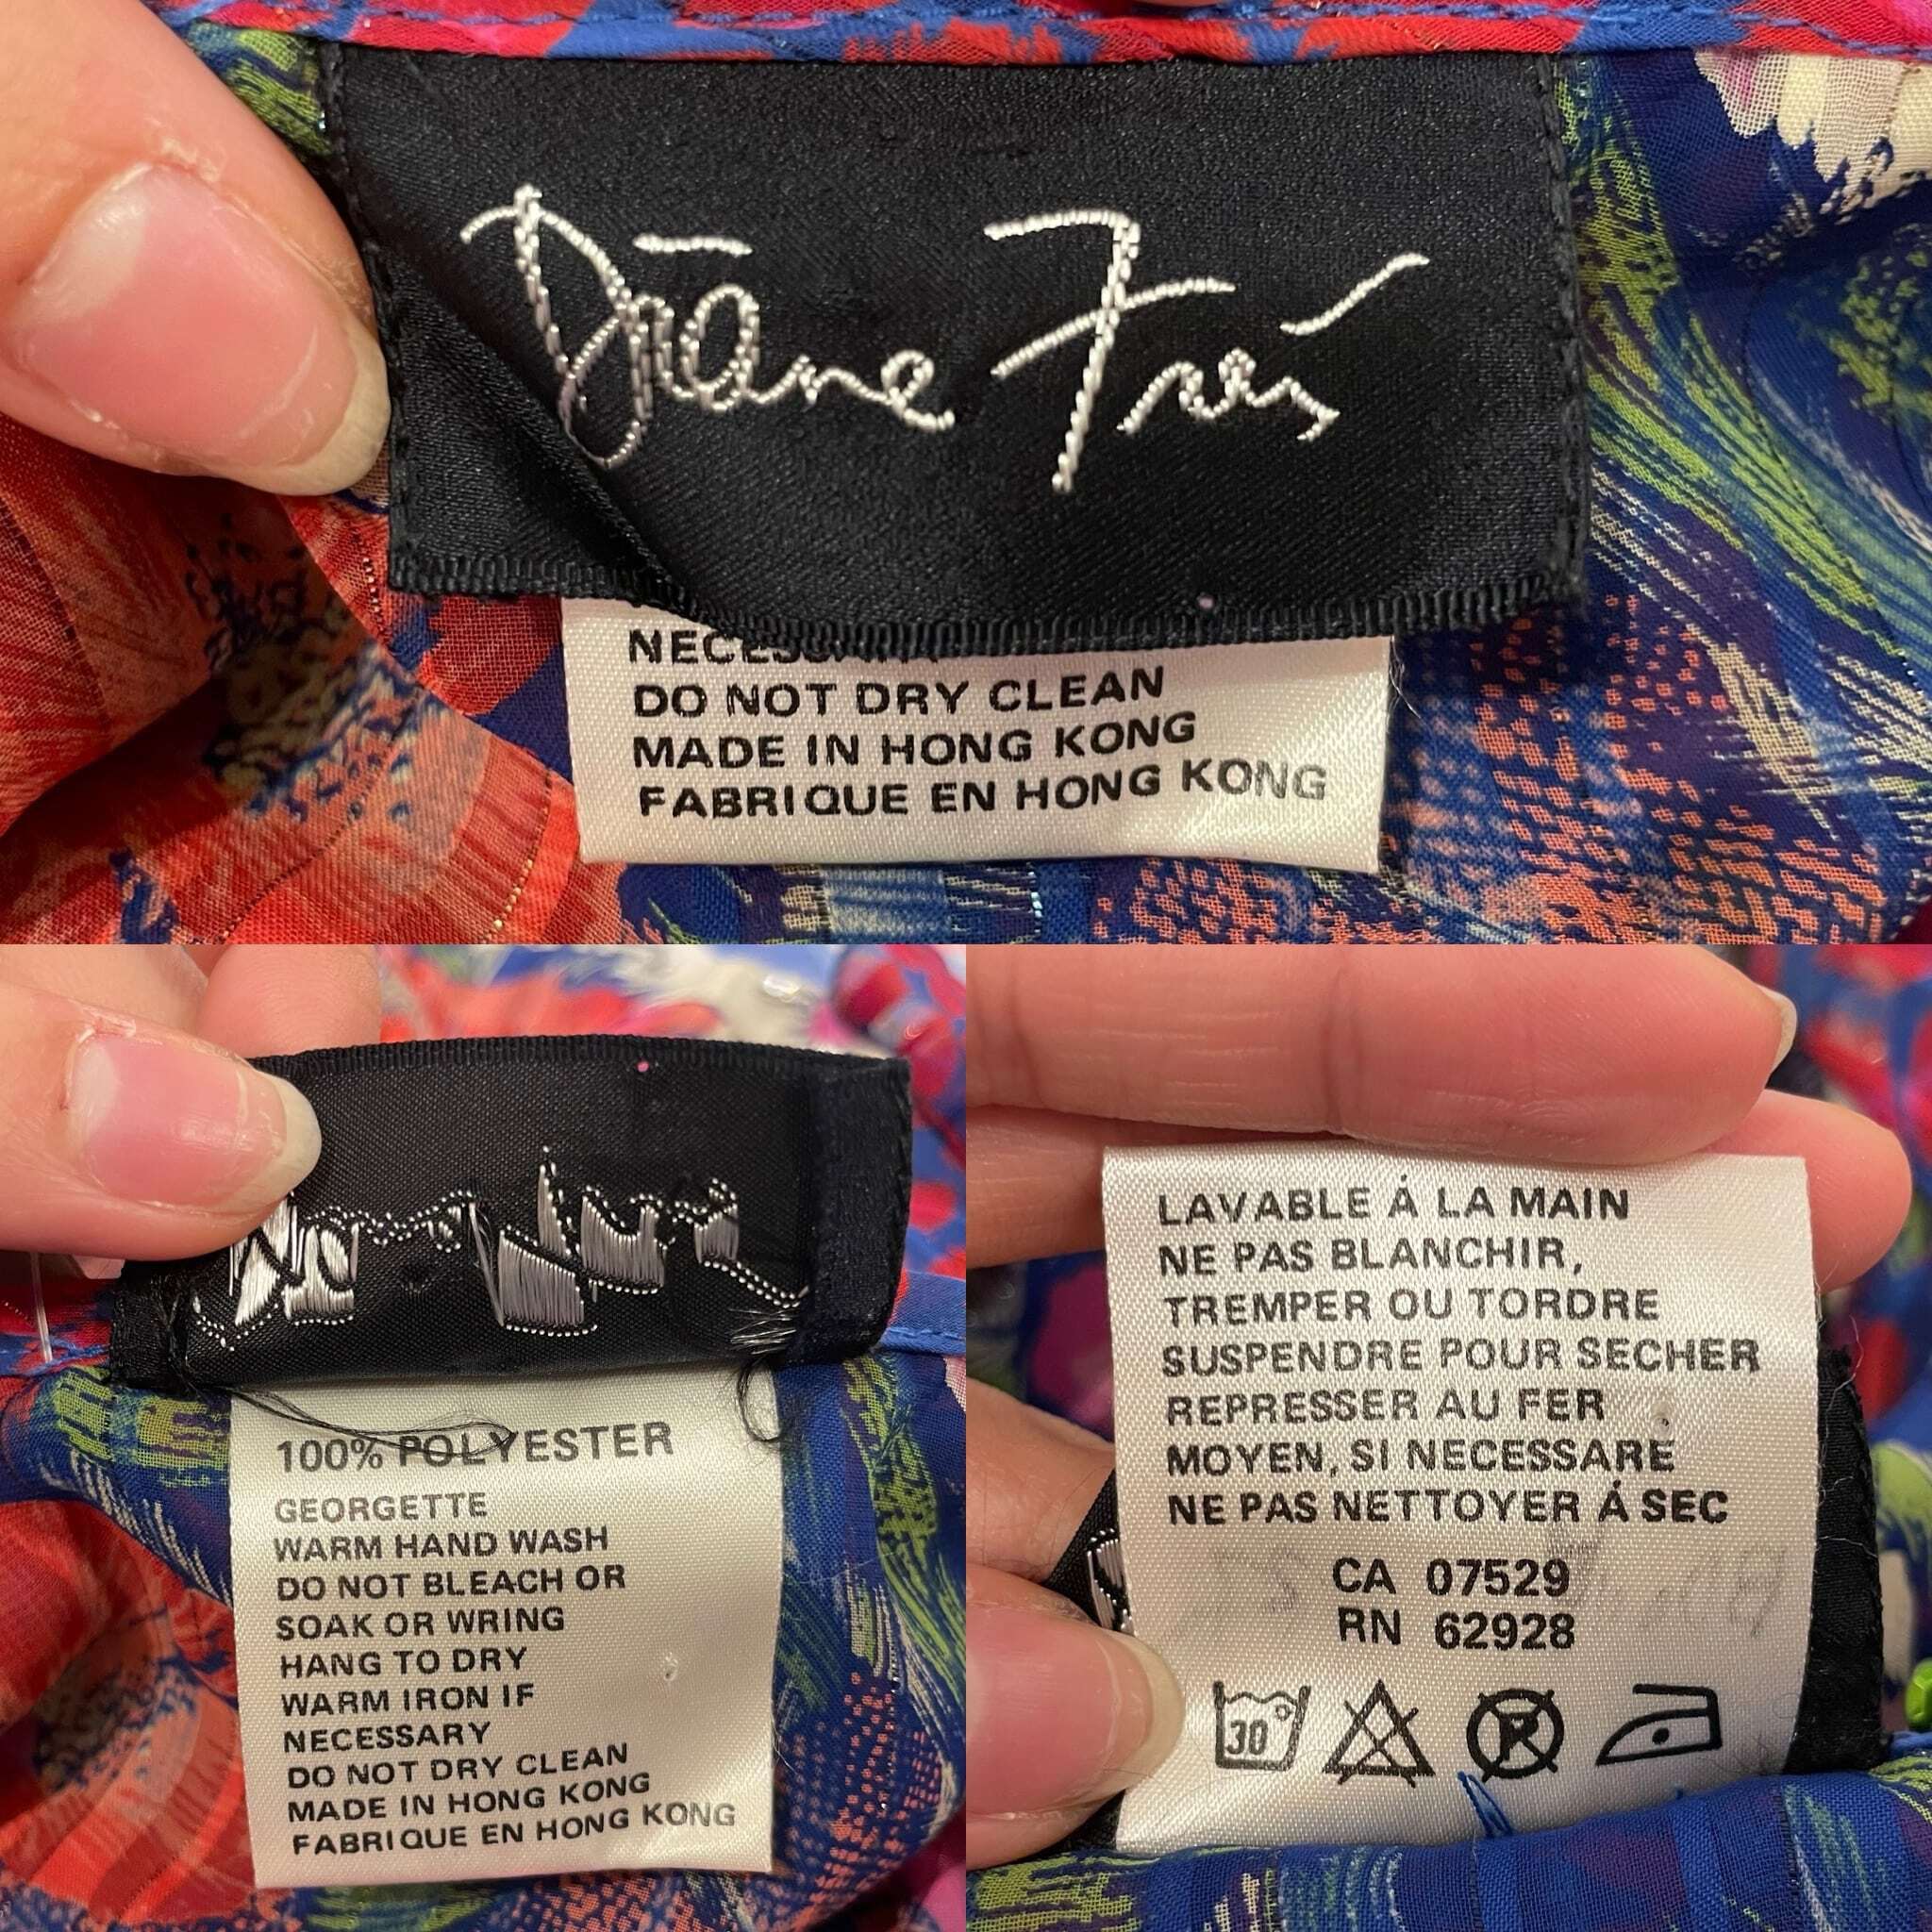 Diāne Freś
DO NOT DRY CLEAN
MADE IN HONG KONG
FABRIQUE EN HONG KONG
100% POLYESTER
GEORGETTE
WARM HAND WASH
DO NOT BLEACH OR
SOAK OR WRING
HANG TO DRY
WARM IRON IF
NECESSARY
DO NOT DRY CLEAN
MADE IN HONG KONG
FABRIQUE EN HONG KONG
LAVABLE Á LA MAIN
NE PAS BLANCHIR,
TREMPER OU TORDRE
SUSPENDRE POUR SECHER
REPRESSER AU FER
MOYEN, SI NECESSARE
NE PAS NETTOYER Á SEC
CA 07529
RN 62928
30°